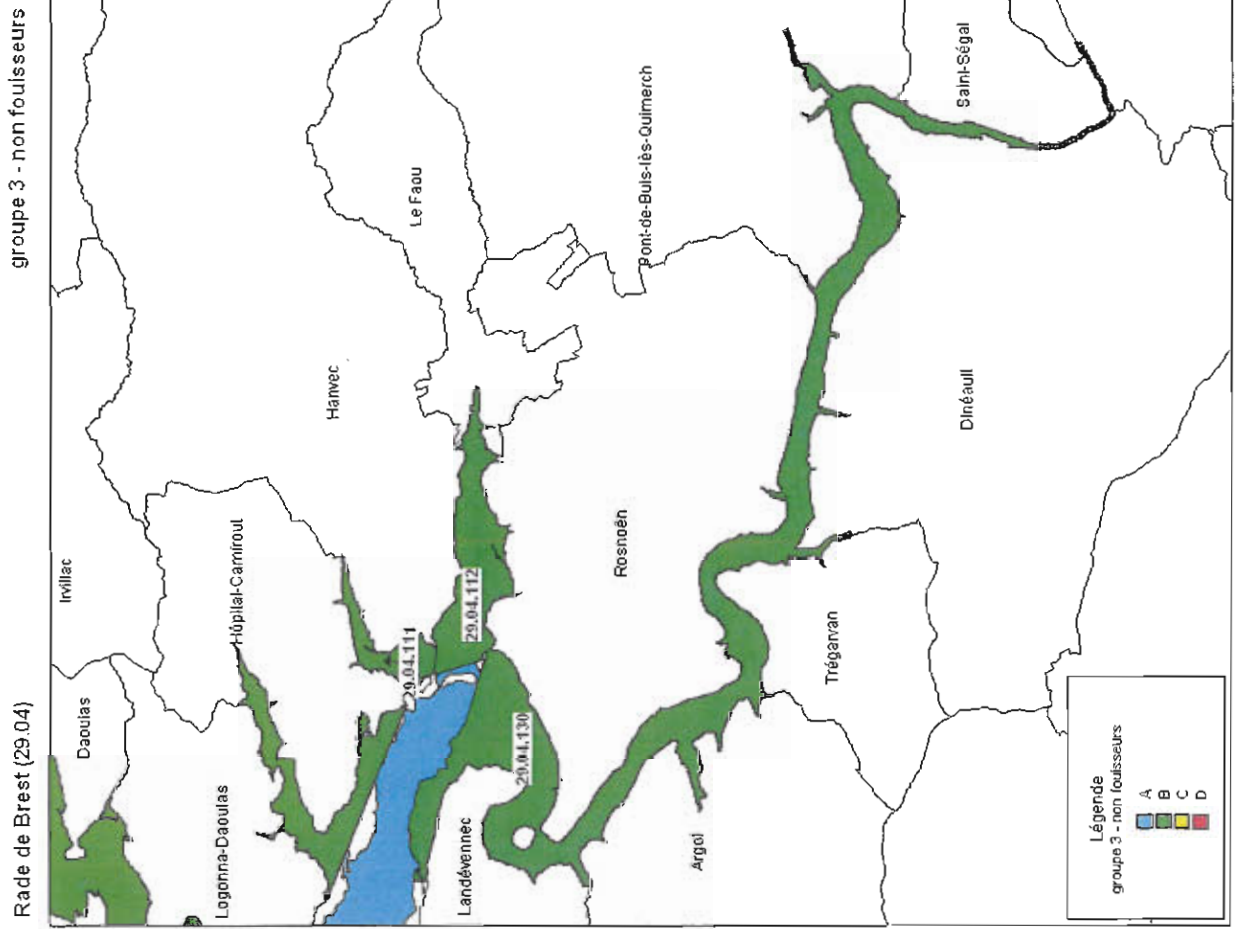 Rade de Brest (29.04)
groupe 3 - non fouisseurs
Daoulas
Irvillac
Logonna-Daoulas
Hôpital-Camfrout
Hanvec
Le Faou
29.04.111
29.04.112
Landévennec
29.04.130
Rosnoën
Pont-de-Buis-lès-Quimerch
Argol
Trégarvan
Dinéault
Saint-Ségal
Légende
groupe 3 - non fouisseurs
A
B
C
D